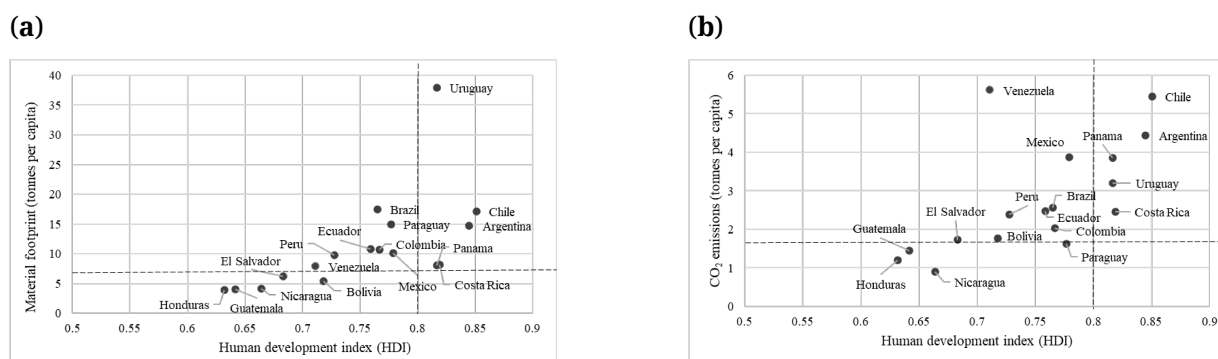 (a)
Material footprint (tonnes per capita)
40
35
30
25
20
15
10
5
0
Uruguay
Brazil
Chile
Paraguay
Argentina
Ecuador
Colombia
Panama
Peru
El Salvador
Venezuela
Mexico
Costa Rica
Honduras
Guatemala
Nicaragua
Bolivia
0.5 0.55 0.6 0.65 0.7 0.75 0.8 0.85 0.9
Human development index (HDI)
(b)
CO2 emissions (tonnes per capita)
6
5
4
3
2
1
0
Venezuela
Chile
Mexico
Panama
Argentina
Uruguay
Peru
Brazil
El Salvador
Ecuador
Costa Rica
Guatemala
Bolivia
Colombia
Paraguay
Honduras
Nicaragua
0.5 0.55 0.6 0.65 0.7 0.75 0.8 0.85 0.9
Human development index (HDI)